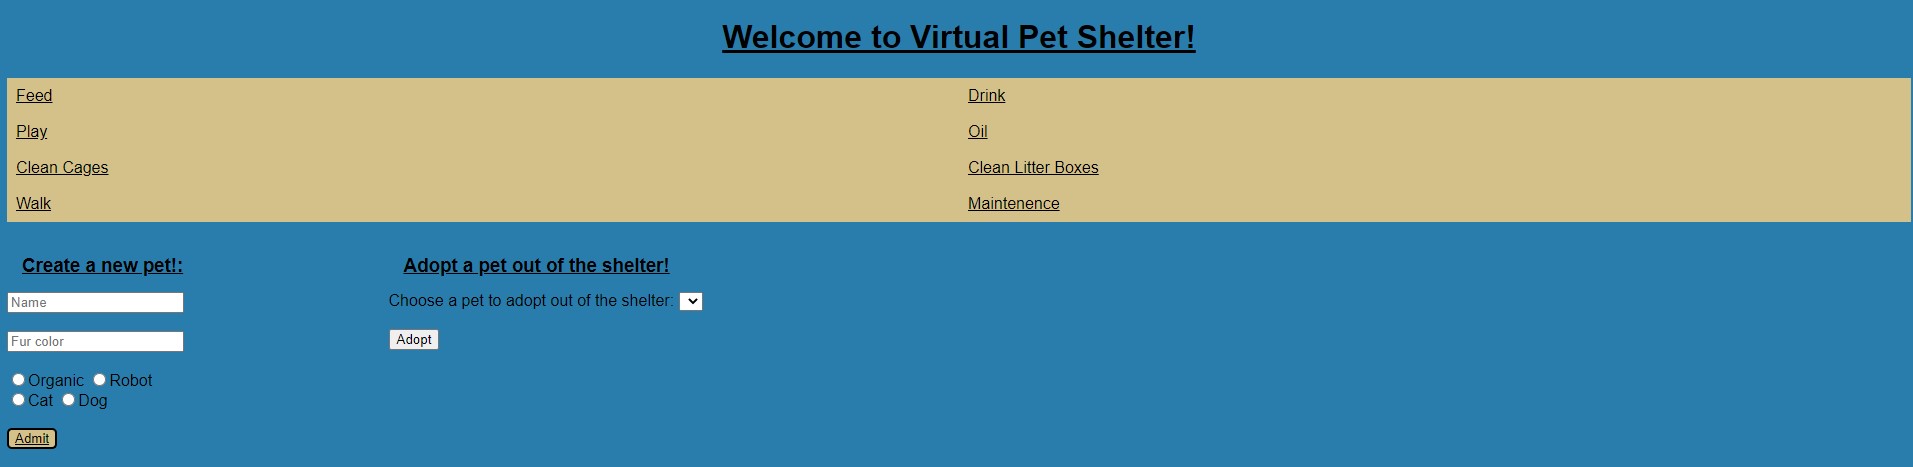 Welcome to Virtual Pet Shelter!
Feed
Drink
Play
Oil
Clean Cages
Clean Litter Boxes
Walk
Maintenence
Create a new pet!:
Name
Fur color
Organic Robot
Cat Dog
Admit
Adopt a pet out of the shelter!
Choose a pet to adopt out of the shelter:
Adopt